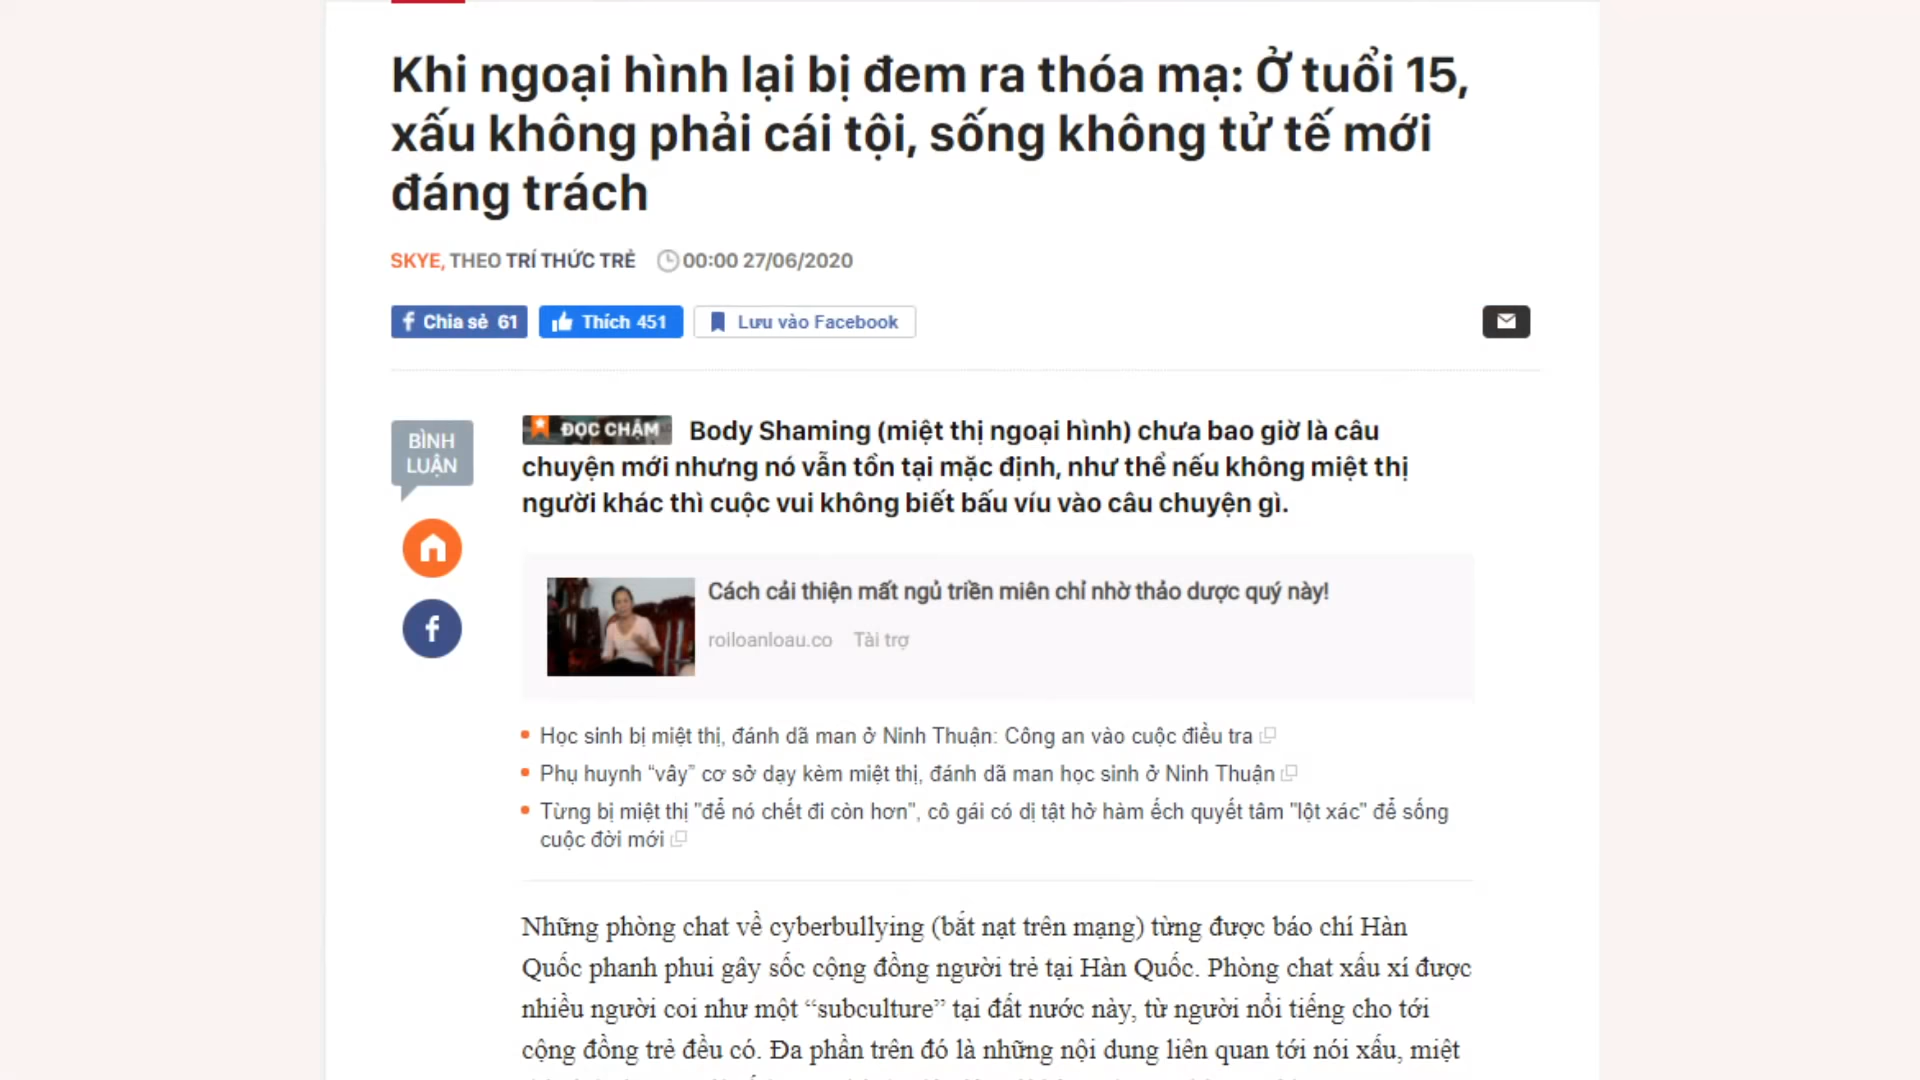 Khi ngoại hình lại bị đem ra thóa mạ: Ở tuổi 15,
xấu không phải cái tội, sống không tử tế mới
đáng trách
SKYE, THEO TRÍ THỨC TRẺ 00:00 27/06/2020
Chia sẻ 61 Thích 451 Lưu vào Facebook
BÌNH
LUẬN
ĐỌC CHẬM Body Shaming (miệt thị ngoại hình) chưa bao giờ là câu
chuyện mới nhưng nó vẫn tồn tại mặc định, như thể nếu không miệt thị
người khác thì cuộc vui không biết bấu víu vào câu chuyện gì.
Cách cải thiện mất ngủ triền miên chỉ nhờ thảo dược quý này!
roiloanloau.co Tài trợ
Học sinh bị miệt thị, đánh dã man ở Ninh Thuận: Công an vào cuộc điều tra
Phụ huynh “vây” cơ sở dạy kèm miệt thị, đánh dã man học sinh ở Ninh Thuận
Từng bị miệt thị "để nó chết đi còn hơn", cô gái có dị tật hở hàm ếch quyết tâm "lột xác" để sống
cuộc đời mới
Những phòng chat về cyberbullying (bắt nạt trên mạng) từng được báo chí Hàn
Quốc phanh phui gây sốc cộng đồng người trẻ tại Hàn Quốc. Phòng chat xấu xí được
nhiều người coi như một “subculture” tại đất nước này, từ người nổi tiếng cho tới
cộng đồng trẻ đều có. Đa phần trên đó là những nội dung liên quan tới nói xấu, miệt